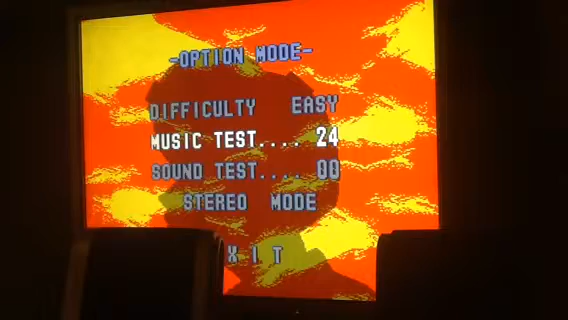 -OPTION MODE-
DIFFICULTY EASY
MUSIC TEST.... 24
SOUND TEST.... 00
STEREO MODE
X I T